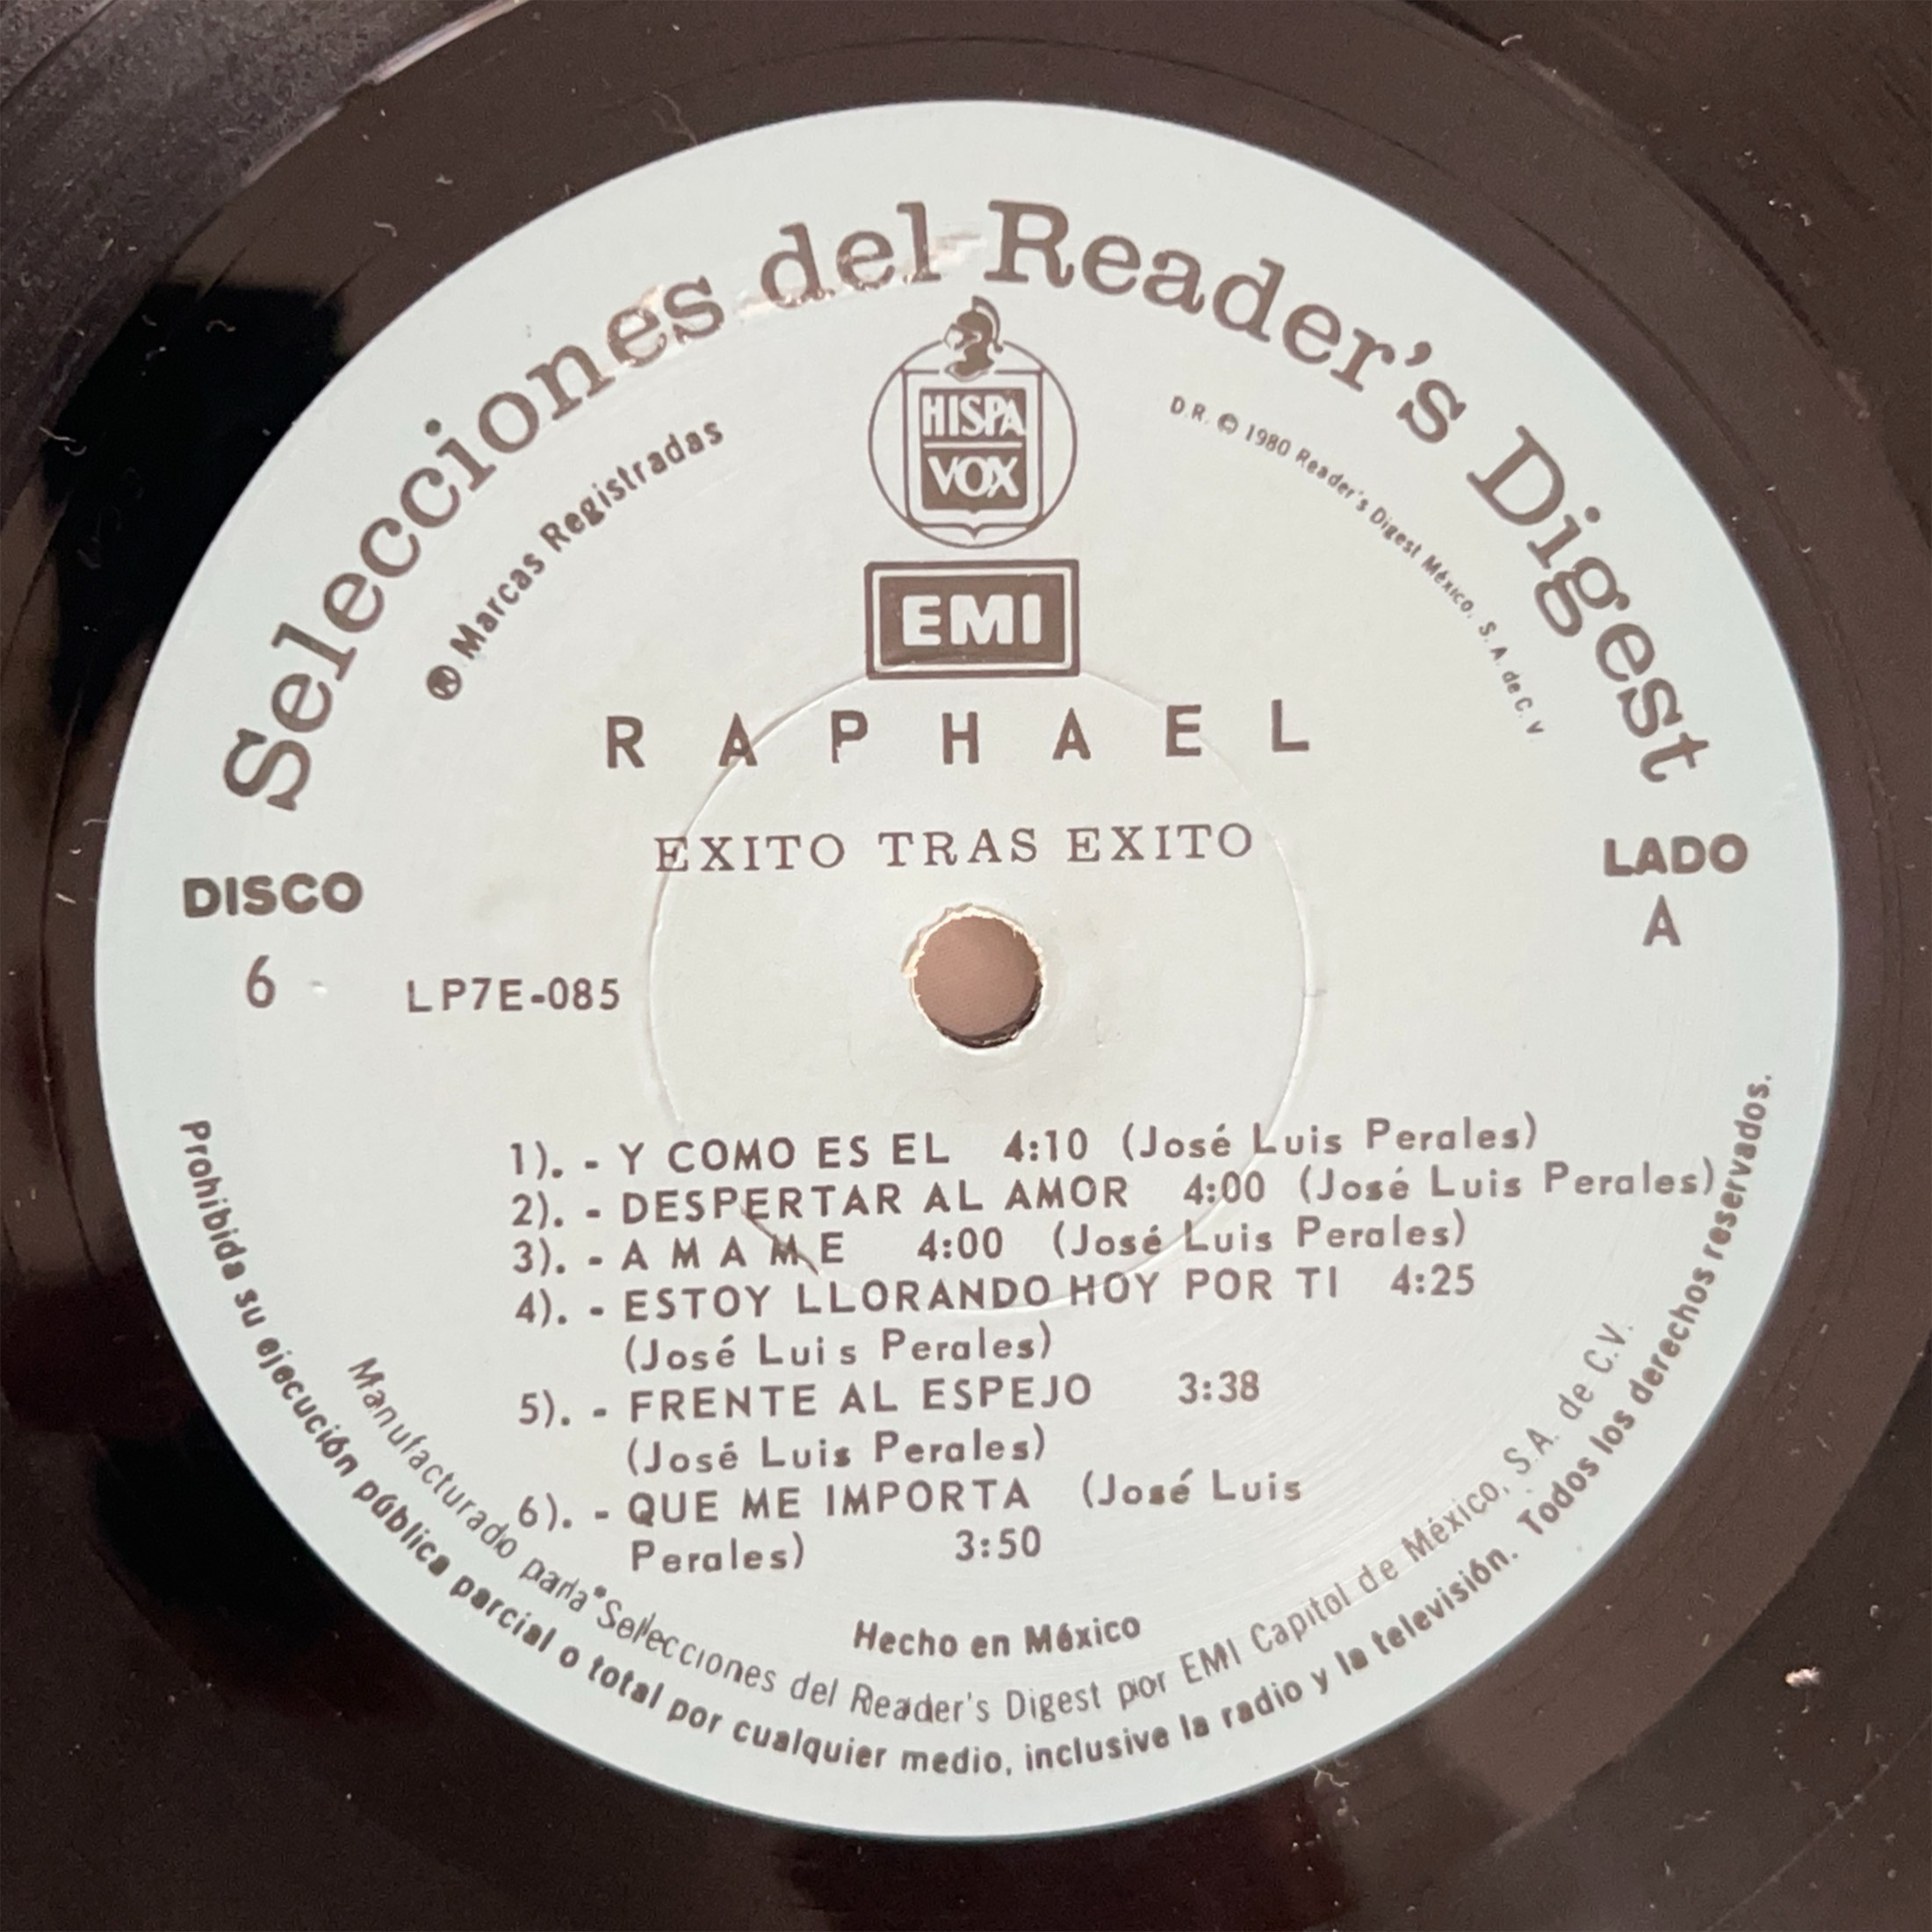 Selecciones del Reader's Digest
® Marcas Registradas
D.R. © 1980 Reader's Digest México, S.A. de C.V.
HISPA
VOX
EMI
RAPHAEL
EXITO TRAS EXITO
DISCO
6
LADO
A
LP7E-085
1). - Y COMO ES EL 4:10 (José Luis Perales)
2). - DESPERTAR AL AMOR 4:00 (José Luis Perales)
3). - AMAME 4:00 (José Luis Perales)
4). - ESTOY LLORANDO HOY POR TI 4:25
(José Luis Perales)
5). - FRENTE AL ESPEJO 3:38
(José Luis Perales)
6). - QUE ME IMPORTA (José Luis
Perales) 3:50
Hecho en México
Manufacturado para Selecciones del Reader's Digest por EMI Capitol de México, S.A. de C.V.
Prohibida su ejecución pública parcial o total por cualquier medio, inclusive la radio y la televisión. Todos los derechos reservados.